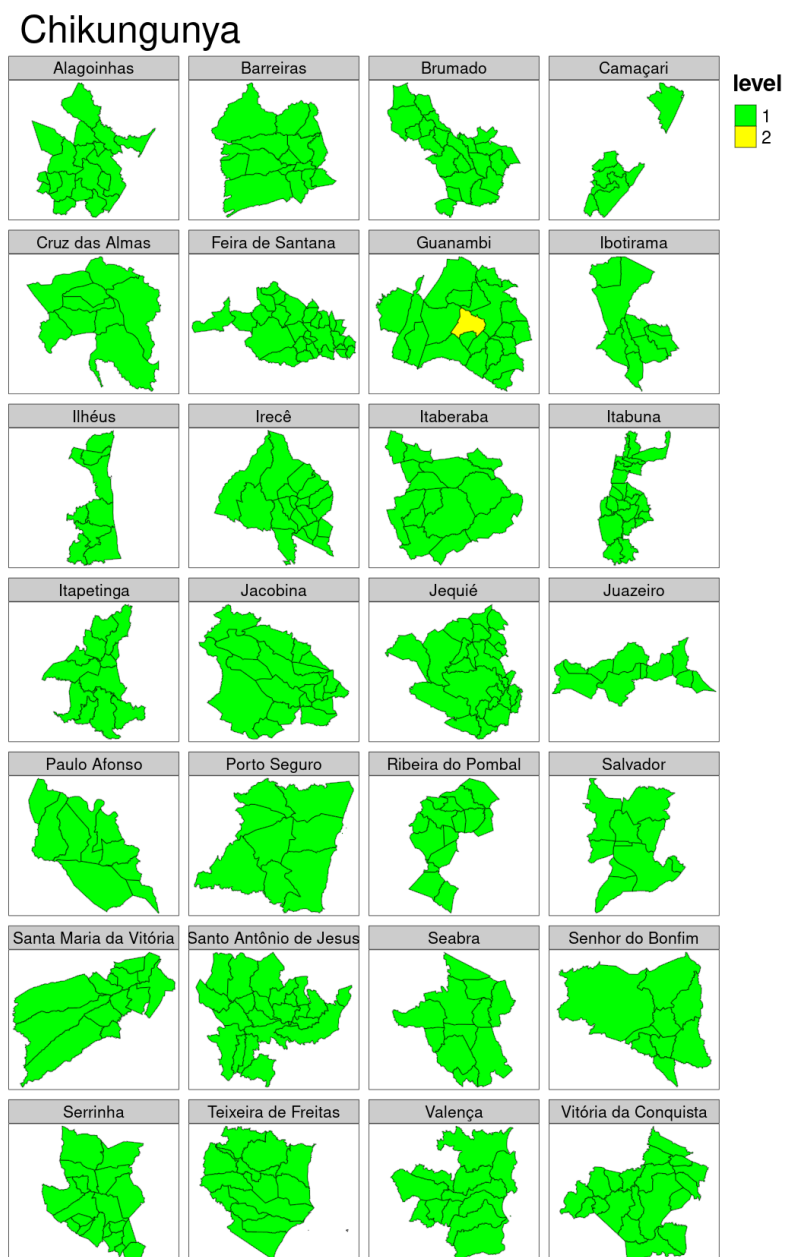 Chikungunya
Alagoinhas
Barreiras
Brumado
Camaçari
level
1
2
Cruz das Almas
Feira de Santana
Guanambi
Ibotirama
Ilhéus
Irecê
Itaberaba
Itabuna
Itapetinga
Jacobina
Jequié
Juazeiro
Paulo Afonso
Porto Seguro
Ribeira do Pombal
Salvador
Santa Maria da Vitória
Santo Antônio de Jesus
Seabra
Senhor do Bonfim
Serrinha
Teixeira de Freitas
Valença
Vitória da Conquista